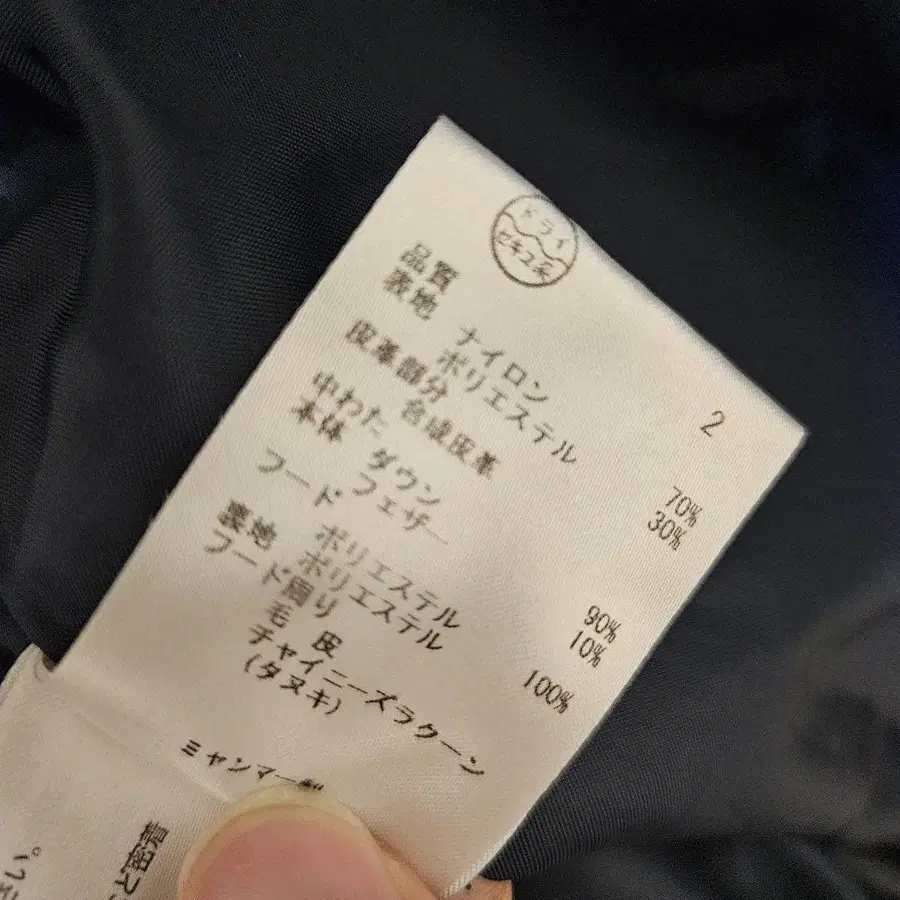 ドライ
セキユ系
2
品質
表地 ナイロン 70%
ポリエステル 30%
皮革部分 合成皮革
中わた
本体 ダウン 90%
フェザー 10%
フード ポリエステル 100%
裏地 ポリエステル
フード周り
毛皮
チャイニーズラクーン
(タヌキ)
ミャンマー製